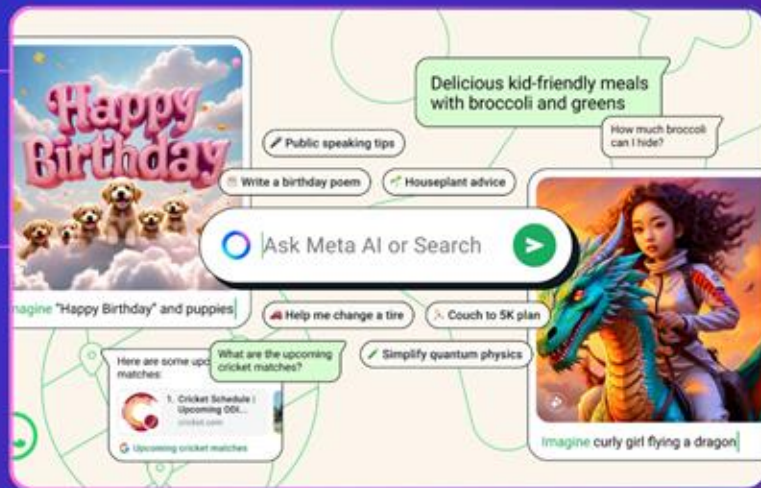 Happy
Birthday
Imagine "Happy Birthday" and puppies
Delicious kid-friendly meals
with broccoli and greens
How much broccoli
can I hide?
Public speaking tips
Write a birthday poem
Houseplant advice
Ask Meta AI or Search
Help me change a tire
Couch to 5K plan
Simplify quantum physics
What are the upcoming
cricket matches?
Here are some
matches:
1. Cricket Schedule |
Upcoming ODI...
cricket.com
Upcoming cricket matches
Imagine curly girl flying a dragon